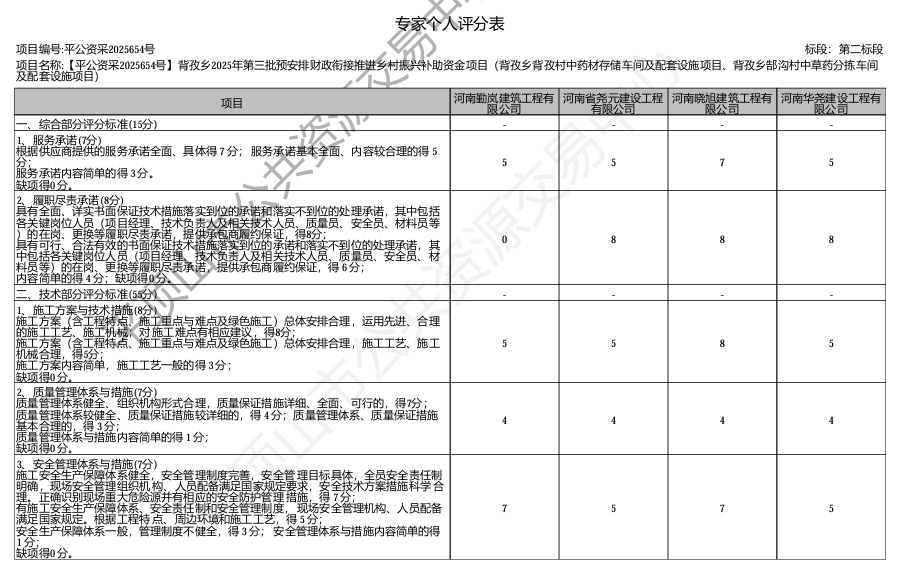 专家个人评分表
项目编号:平公资采2025654号
标段：第二标段
项目名称:【平公资采2025654号】背孜乡2025年第三批预安排财政衔接推进乡村振兴补助资金项目（背孜乡背孜村中药材存储车间及配套设施项目、背孜乡郜沟村中草药分拣车间
及配套设施项目）
项目
河南勤岚建筑工程有
限公司
河南省尧元建设工程
有限公司
河南晓旭建筑工程有
限公司
河南华尧建设工程有
限公司
一、综合部分评分标准(15分)
- - - -
1、服务承诺(7分)
根据供应商提供的服务承诺全面、具体得 7 分； 服务承诺基本全面、内容较合理的得 5
分；
服务承诺内容简单的得 3 分。
缺项得0 分。
5 5 7 5
2、履职尽责承诺(8分)
具有全面、详实书面保证技术措施落实到位的承诺和落实不到位的处理承诺，其中包括
各关键岗位人员（项目经理、技术负责人及相关技术人员、质量员、安全员、材料员等
）的在岗、更换等履职尽责承诺，提供承包商履约保证，得8分；
具有可行、合法有效的书面保证技术措施落实到位的承诺和落实不到位的处理承诺，其
中包括各关键岗位人员（项目经理、技术负责人及相关技术人员、质量员、安全员、材
料员等）的在岗、更换等履职尽责承诺，提供承包商履约保证，得 6 分；
内容简单的得 4 分；缺项得0 分。
0 8 8 8
二、技术部分评分标准(55分)
- - - -
1、施工方案与技术措施(8分)
施工方案（含工程特点、施工重点与难点及绿色施工）总体安排合理，运用先进、合理
的施工工艺、施工机械；对 施工难点有相应建议，得8分；
施工方案（含工程特点、施工重点与难点及绿色施工）总体安排合理，施工工艺、施工
机械合理，得5分；
施工方案内容简单，施工工艺一般的得 3 分；
缺项得0 分。
5 5 8 5
2、质量管理体系与措施(7分)
质量管理体系健全、组织机构形式合理，质量保证措施详细、全面、可行的，得7分；
质量管理体系较健全、质量保证措施较详细的，得 4 分；质量管理体系、质量保证措施
基本合理的，得 3 分；
质量管理体系与措施内容简单的得 1 分；
缺项得0 分。
4 4 4 4
3、安全管理体系与措施(7分)
施工安全生产保障体系健全，安全管理制度完善，安全管 理目标具体，全员安全责任制
明确，现场安全管理组织机 构、人员配备满足国家规定要求，安全技术方案措施科学 合
理。正确识别现场重大危险源并有相应的安全防护管理 措施，得 7 分；
有施工安全生产保障体系、安全责任制和安全管理制度， 现场安全管理机构、人员配备
满足国家规定。根据工程特 点、周边环境和施工工艺，得 5 分；
安全生产保障体系一般，管理制度不健全，得 3 分； 安全管理体系与措施内容简单的得
1 分；
缺项得0 分。
7 5 7 5